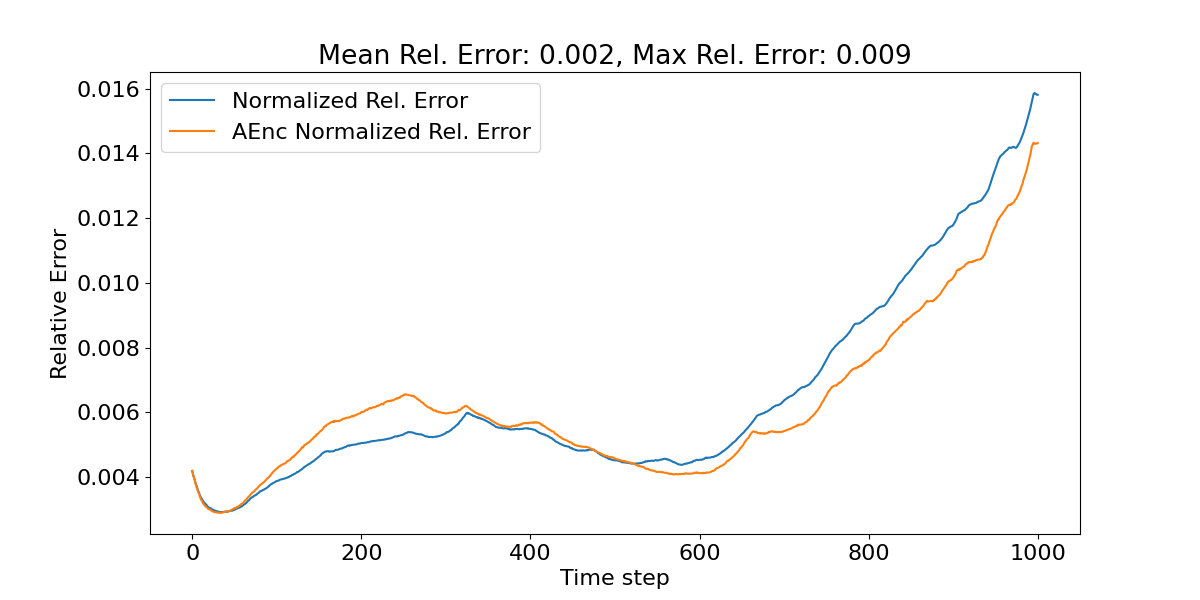 Mean Rel. Error: 0.002, Max Rel. Error: 0.009
Normalized Rel. Error
AEnc Normalized Rel. Error
Relative Error
0.016
0.014
0.012
0.010
0.008
0.006
0.004
0 200 400 600 800 1000
Time step